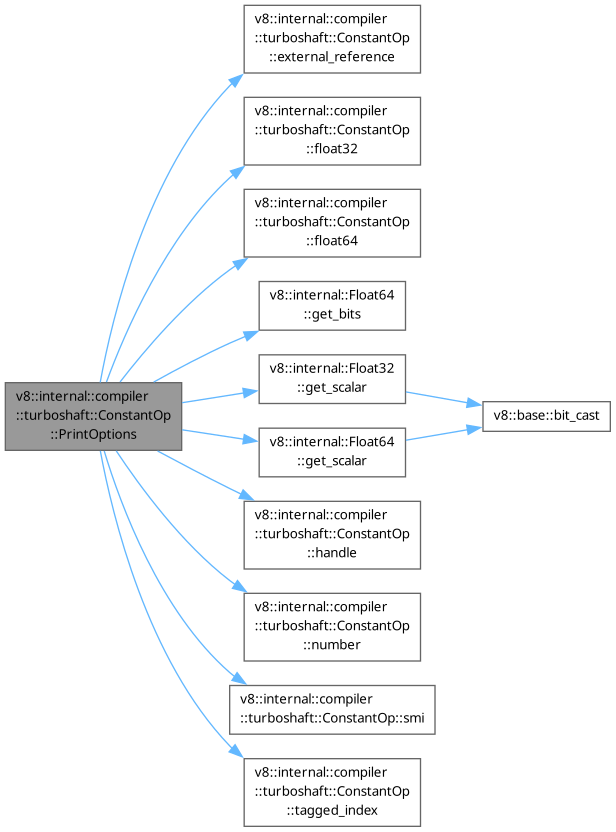 v8::internal::compiler
::turboshaft::ConstantOp
::external_reference
v8::internal::compiler
::turboshaft::ConstantOp
::float32
v8::internal::compiler
::turboshaft::ConstantOp
::float64
v8::internal::Float64
::get_bits
v8::internal::Float32
::get_scalar
v8::internal::compiler
::turboshaft::ConstantOp
::PrintOptions
v8::base::bit_cast
v8::internal::Float64
::get_scalar
v8::internal::compiler
::turboshaft::ConstantOp
::handle
v8::internal::compiler
::turboshaft::ConstantOp
::number
v8::internal::compiler
::turboshaft::ConstantOp::smi
v8::internal::compiler
::turboshaft::ConstantOp
::tagged_index